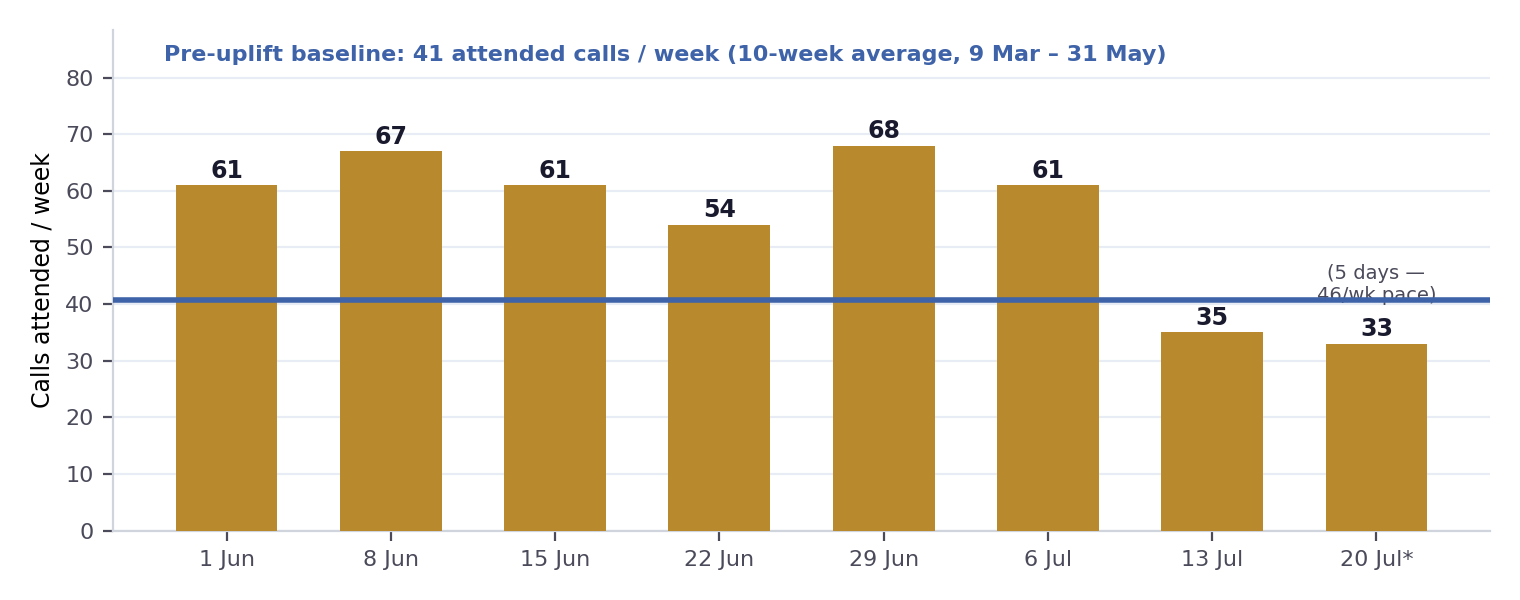 Pre-uplift baseline: 41 attended calls / week (10-week average, 9 Mar – 31 May)
Calls attended / week
80
70
60
50
40
30
20
10
0
61
67
61
54
68
61
35
(5 days —
46/wk pace)
33
1 Jun
8 Jun
15 Jun
22 Jun
29 Jun
6 Jul
13 Jul
20 Jul*